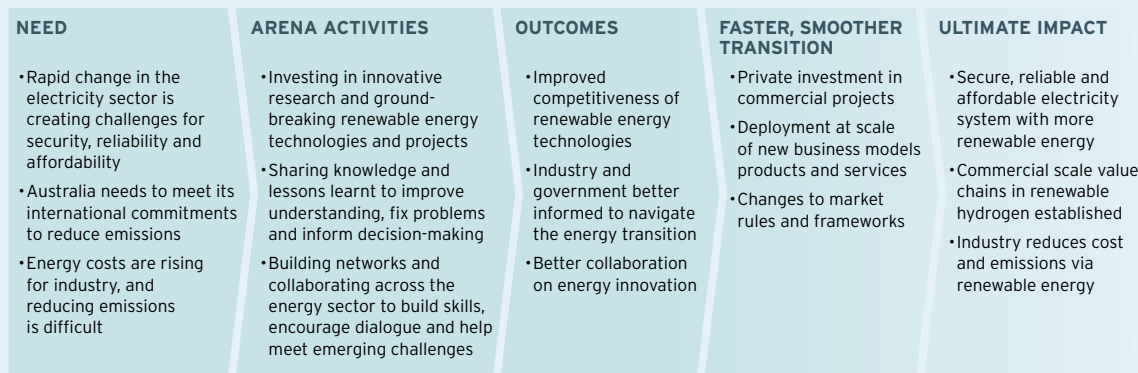 NEED
•Rapid change in the
electricity sector is
creating challenges for
security, reliability and
affordability
•Australia needs to meet its
international commitments
to reduce emissions
•Energy costs are rising
for industry, and
reducing emissions
is difficult
ARENA ACTIVITIES
•Investing in innovative
research and ground-
breaking renewable energy
technologies and projects
•Sharing knowledge and
lessons learnt to improve
understanding, fix problems
and inform decision-making
•Building networks and
collaborating across the
energy sector to build skills,
encourage dialogue and help
meet emerging challenges
OUTCOMES
•Improved
competitiveness of
renewable energy
technologies
•Industry and
government better
informed to navigate
the energy transition
•Better collaboration
on energy innovation
FASTER, SMOOTHER
TRANSITION
•Private investment in
commercial projects
•Deployment at scale
of new business models
products and services
•Changes to market
rules and frameworks
ULTIMATE IMPACT
•Secure, reliable and
affordable electricity
system with more
renewable energy
•Commercial scale value
chains in renewable
hydrogen established
•Industry reduces cost
and emissions via
renewable energy